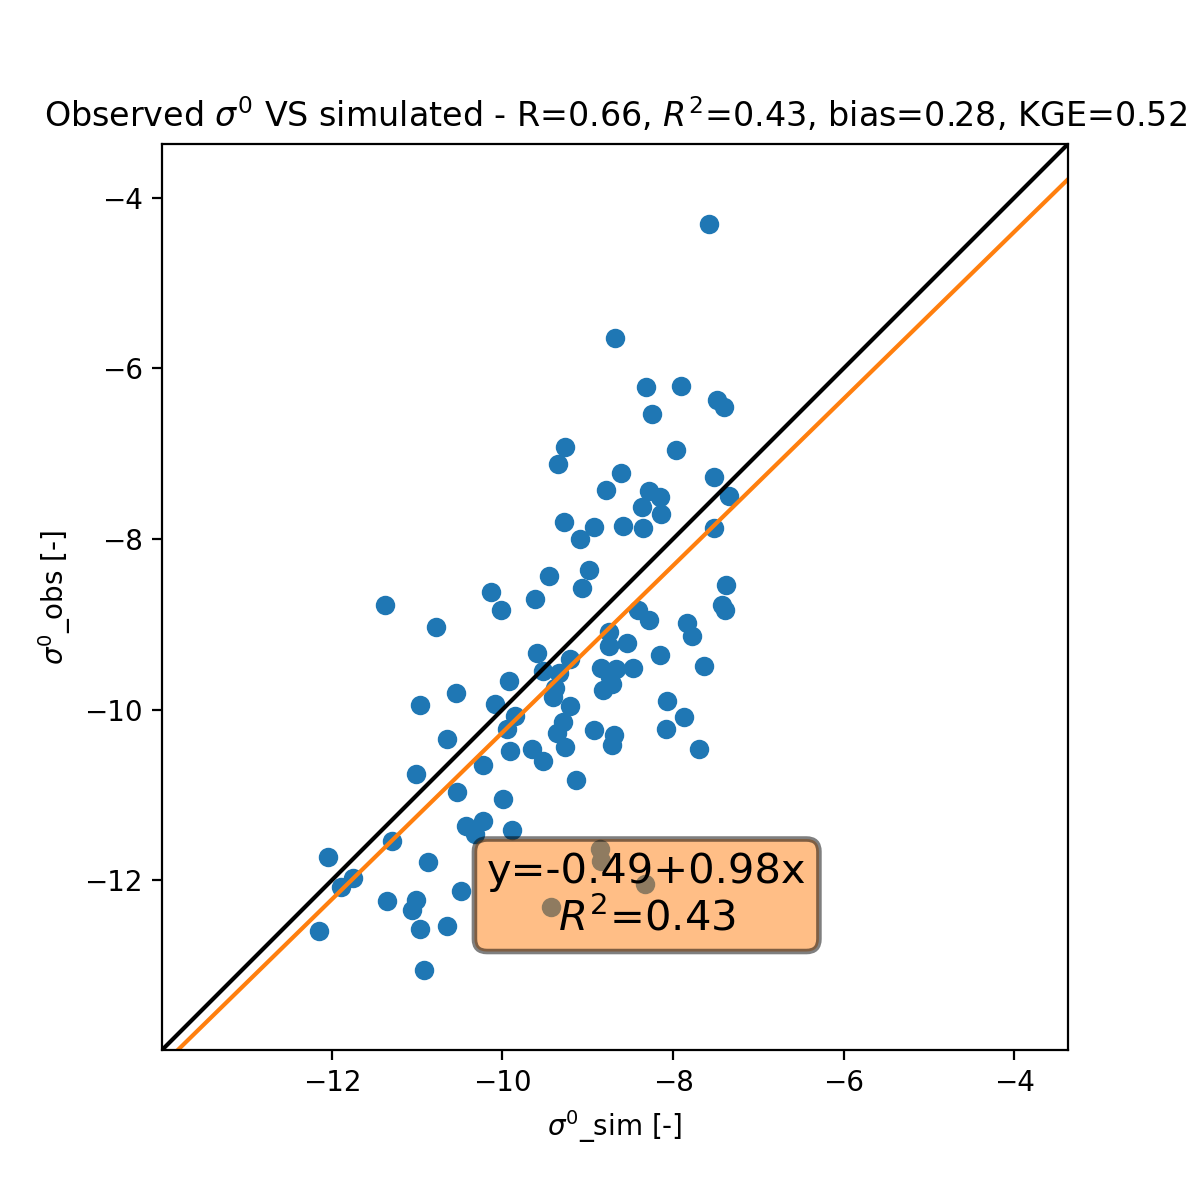 Observed σ⁰ VS simulated - R=0.66, R²=0.43, bias=0.28, KGE=0.52
−4
−6
−8
−10
−12
σ⁰_obs [-]
y=-0.49+0.98x
R²=0.43
−12 −10 −8 −6 −4
σ⁰_sim [-]